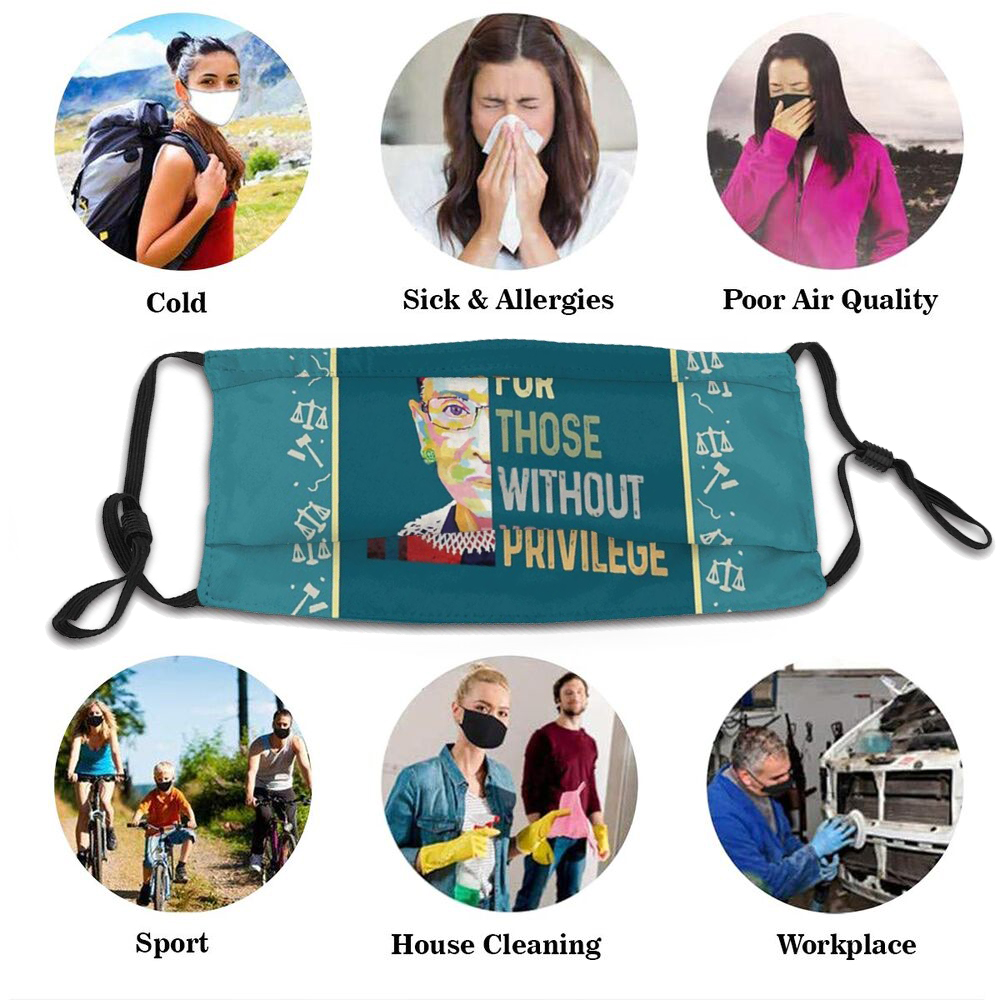 Cold
Sick & Allergies
Poor Air Quality
FOR
THOSE
WITHOUT
PRIVILEGE
Sport
House Cleaning
Workplace